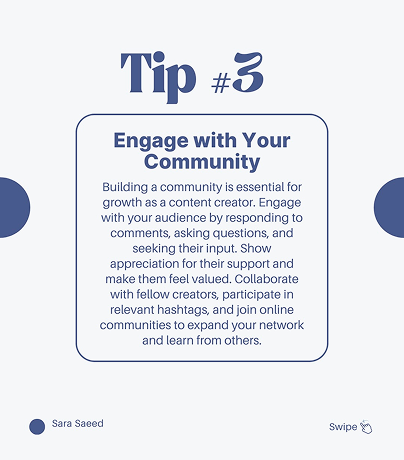 Tip #3
Engage with Your
Community
Building a community is essential for
growth as a content creator. Engage
with your audience by responding to
comments, asking questions, and
seeking their input. Show
appreciation for their support and
make them feel valued. Collaborate
with fellow creators, participate in
relevant hashtags, and join online
communities to expand your network
and learn from others.
Sara Saeed
Swipe